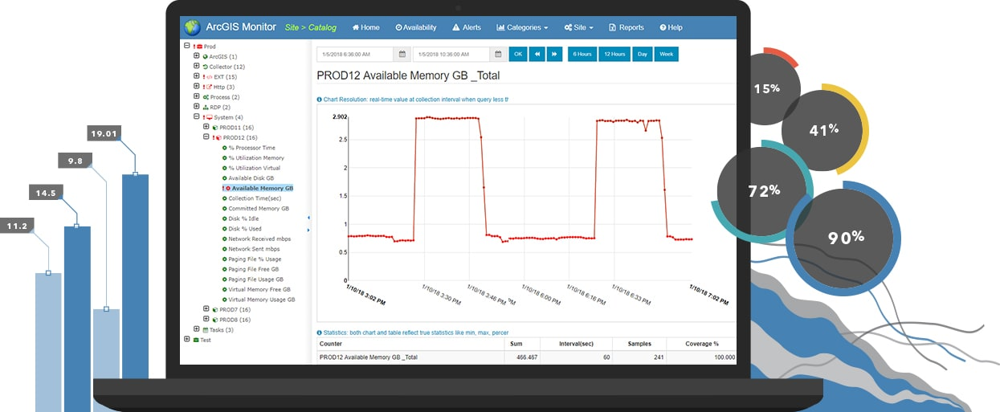 ArcGIS Monitor Site > Catalog Home Availability Alerts Categories Site Reports Help
Prod
ArcGIS (1)
Collector (12)
EXT (15)
Http (3)
Process (2)
RDP (2)
System (4)
PROD11 (16)
PROD12 (16)
% Processor Time
% Utilization Memory
% Utilization Virtual
Available Disk GB
Available Memory GB
Collection Time(sec)
Committed Memory GB
Disk % Idle
Disk % Used
Network Received mbps
Network Sent mbps
Paging File % Usage
Paging File Free GB
Paging File Usage GB
Virtual Memory Free GB
Virtual Memory Usage GB
PROD7 (16)
PROD8 (16)
Tasks (3)
Test
1/5/2018 6:36:00 AM 1/5/2018 10:36:00 AM OK 6 Hours 12 Hours Day Week
PROD12 Available Memory GB _Total
Chart Resolution: real-time value at collection interval when query less th
2.902
2.5
2
1.5
1
0.5
0
1/10/18 3:02 PM 1/10/18 3:30 PM 1/10/18 3:46 PM PM 1/10/18 6:00 PM 1/10/18 6:16 PM 1/10/18 6:33 PM 1/10/18 7:02 PM
Statistics: both chart and table reflect true statistics like min, max, percer
Counter Sum Interval(sec) Samples Coverage %
PROD12 Available Memory GB _Total 466.467 60 241 100.000
19.01
9.8
14.5
11.2
15%
41%
72%
90%